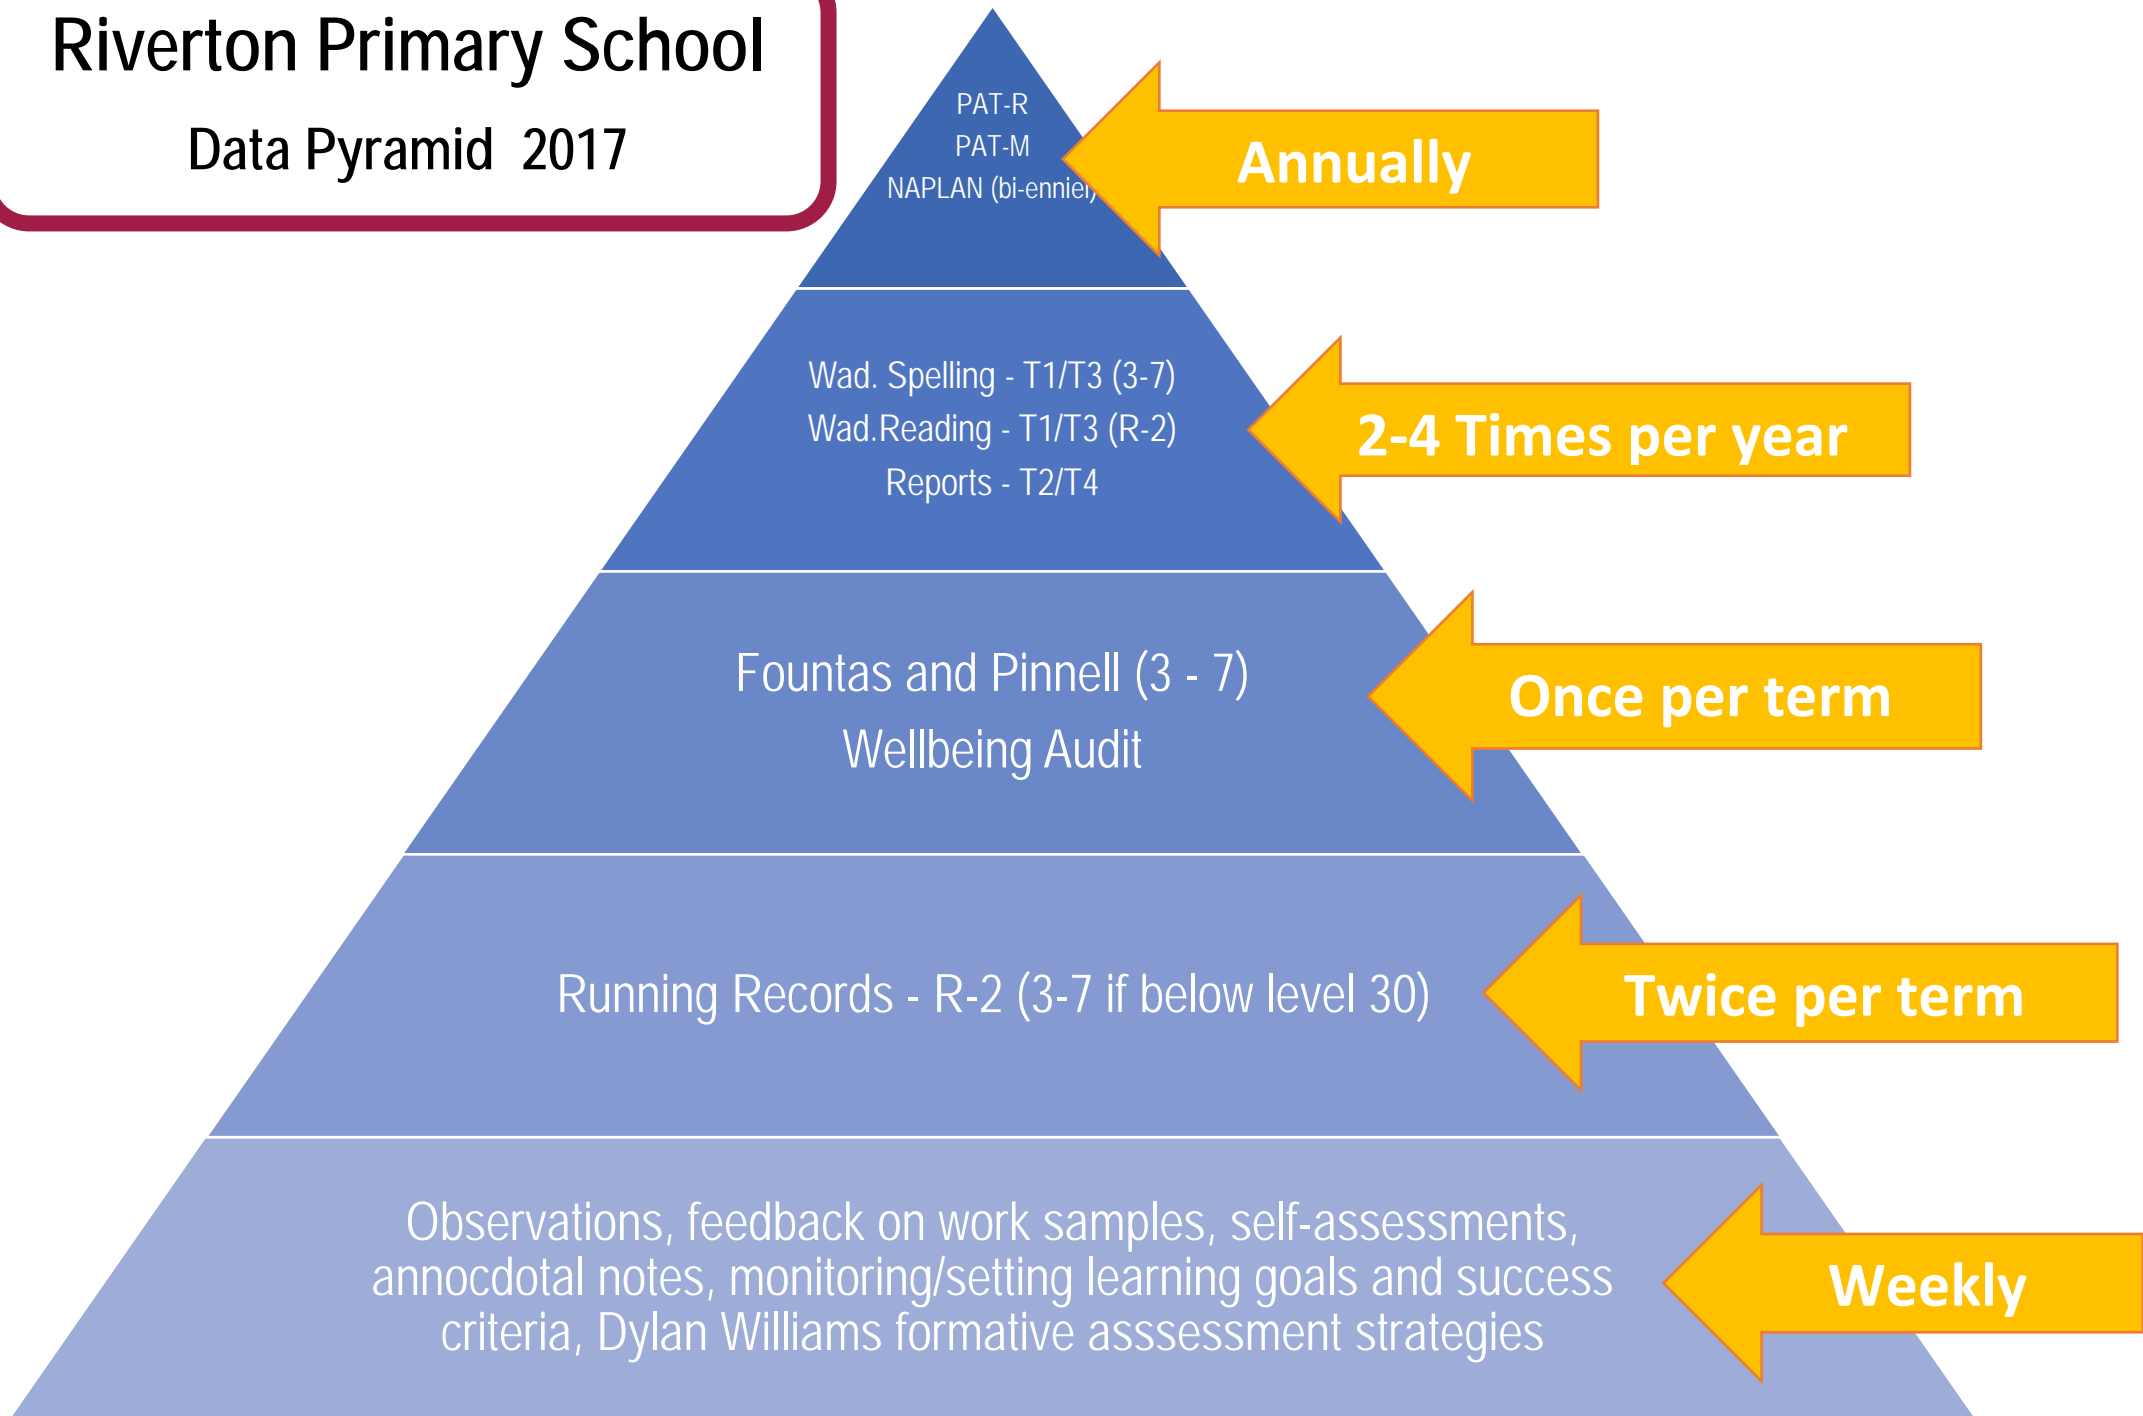 Riverton Primary School
Data Pyramid 2017
PAT-R
PAT-M
NAPLAN (bi-enniel)
Annually
Wad. Spelling - T1/T3 (3-7)
Wad.Reading - T1/T3 (R-2)
Reports - T2/T4
2-4 Times per year
Fountas and Pinnell (3 - 7)
Wellbeing Audit
Once per term
Running Records - R-2 (3-7 if below level 30)
Twice per term
Observations, feedback on work samples, self-assessments,
annocdotal notes, monitoring/setting learning goals and success
criteria, Dylan Williams formative asssessment strategies
Weekly